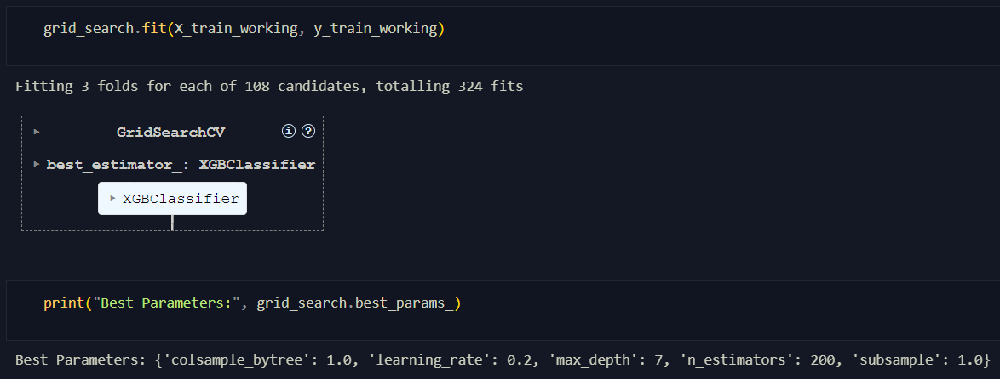 grid_search.fit(X_train_working, y_train_working)
Fitting 3 folds for each of 108 candidates, totalling 324 fits
GridSearchCV
best_estimator_: XGBClassifier
XGBClassifier
print("Best Parameters:", grid_search.best_params_)
Best Parameters: {'colsample_bytree': 1.0, 'learning_rate': 0.2, 'max_depth': 7, 'n_estimators': 200, 'subsample': 1.0}